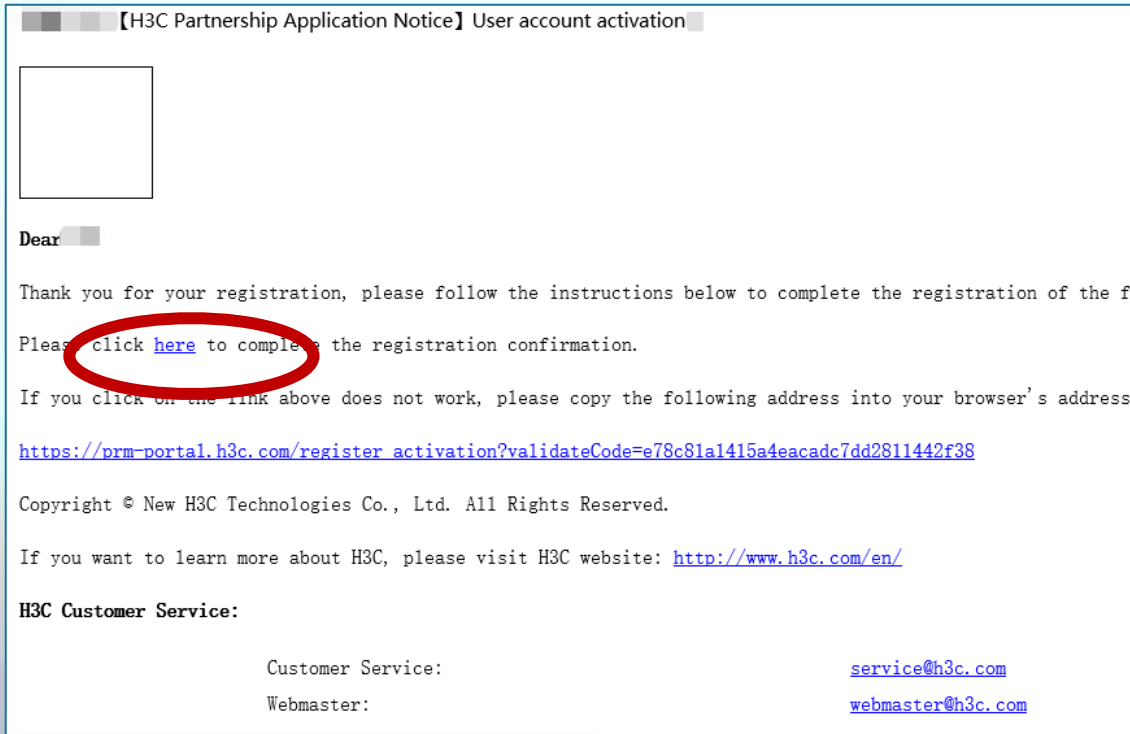 【H3C Partnership Application Notice】 User account activation
Dear
Thank you for your registration, please follow the instructions below to complete the registration of the f
Please click here to complete the registration confirmation.
If you click on the link above does not work, please copy the following address into your browser's address
https://prm-portal.h3c.com/register_activation?validateCode=e78c81a1415a4eacadc7dd2811442f38
Copyright © New H3C Technologies Co., Ltd. All Rights Reserved.
If you want to learn more about H3C, please visit H3C website: http://www.h3c.com/en/
H3C Customer Service:
Customer Service: service@h3c.com
Webmaster: webmaster@h3c.com